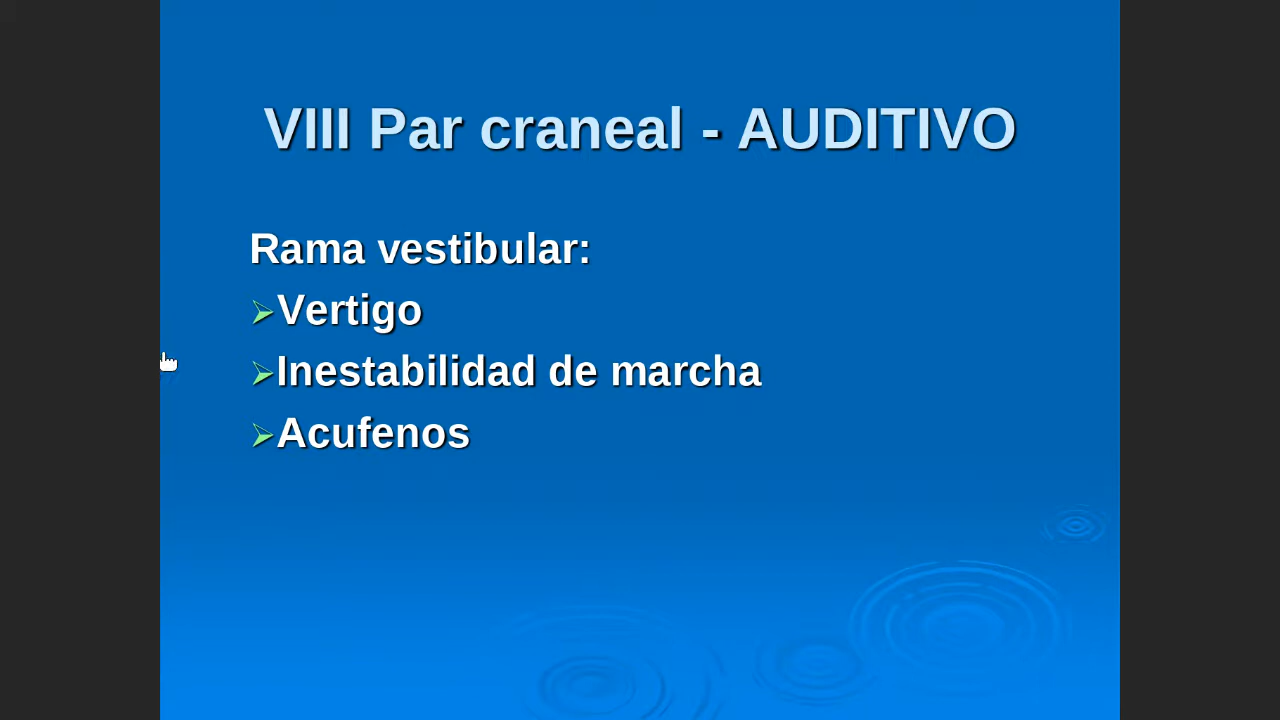 VIII Par craneal - AUDITIVO
Rama vestibular:
➢Vertigo
➢Inestabilidad de marcha
➢Acufenos